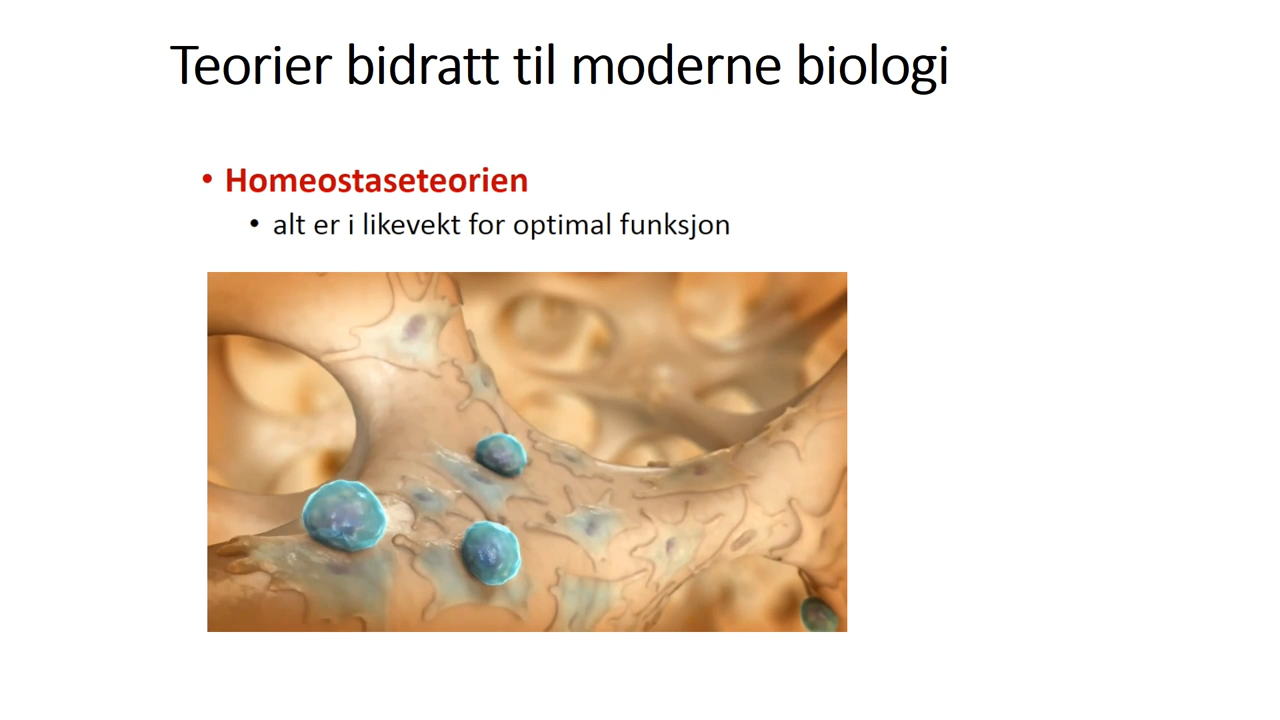 Teorier bidratt til moderne biologi
• Homeostaseteorien
• alt er i likevekt for optimal funksjon